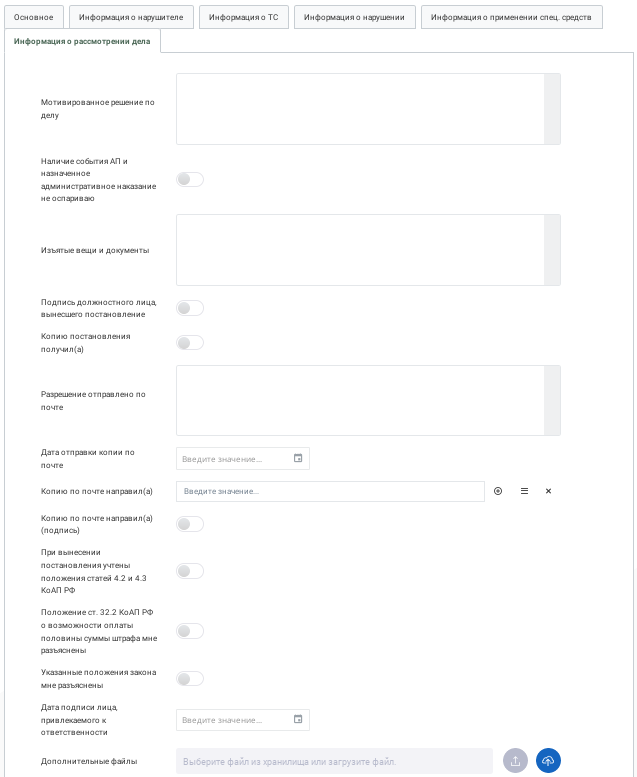 Основное Информация о нарушителе Информация о ТС Информация о нарушении Информация о применении спец. средств
Информация о рассмотрении дела
Мотивированное решение по
делу
Наличие события АП и
назначенное
административное наказание
не оспариваю
Изъятые вещи и документы
Подпись должностного лица,
вынесшего постановление
Копию постановления
получил(а)
Разрешение отправлено по
почте
Дата отправки копии по
почте
Введите значение...
Копию по почте направил(а)
Введите значение...
Копию по почте направил(а)
(подпись)
При вынесении
постановления учтены
положения статей 4.2 и 4.3
КоАП РФ
Положение ст. 32.2 КоАП РФ
о возможности оплаты
половины суммы штрафа мне
разъяснены
Указанные положения закона
мне разъяснены
Дата подписи лица,
привлекаемого к
ответственности
Введите значение...
Дополнительные файлы
Выберите файл из хранилища или загрузите файл.